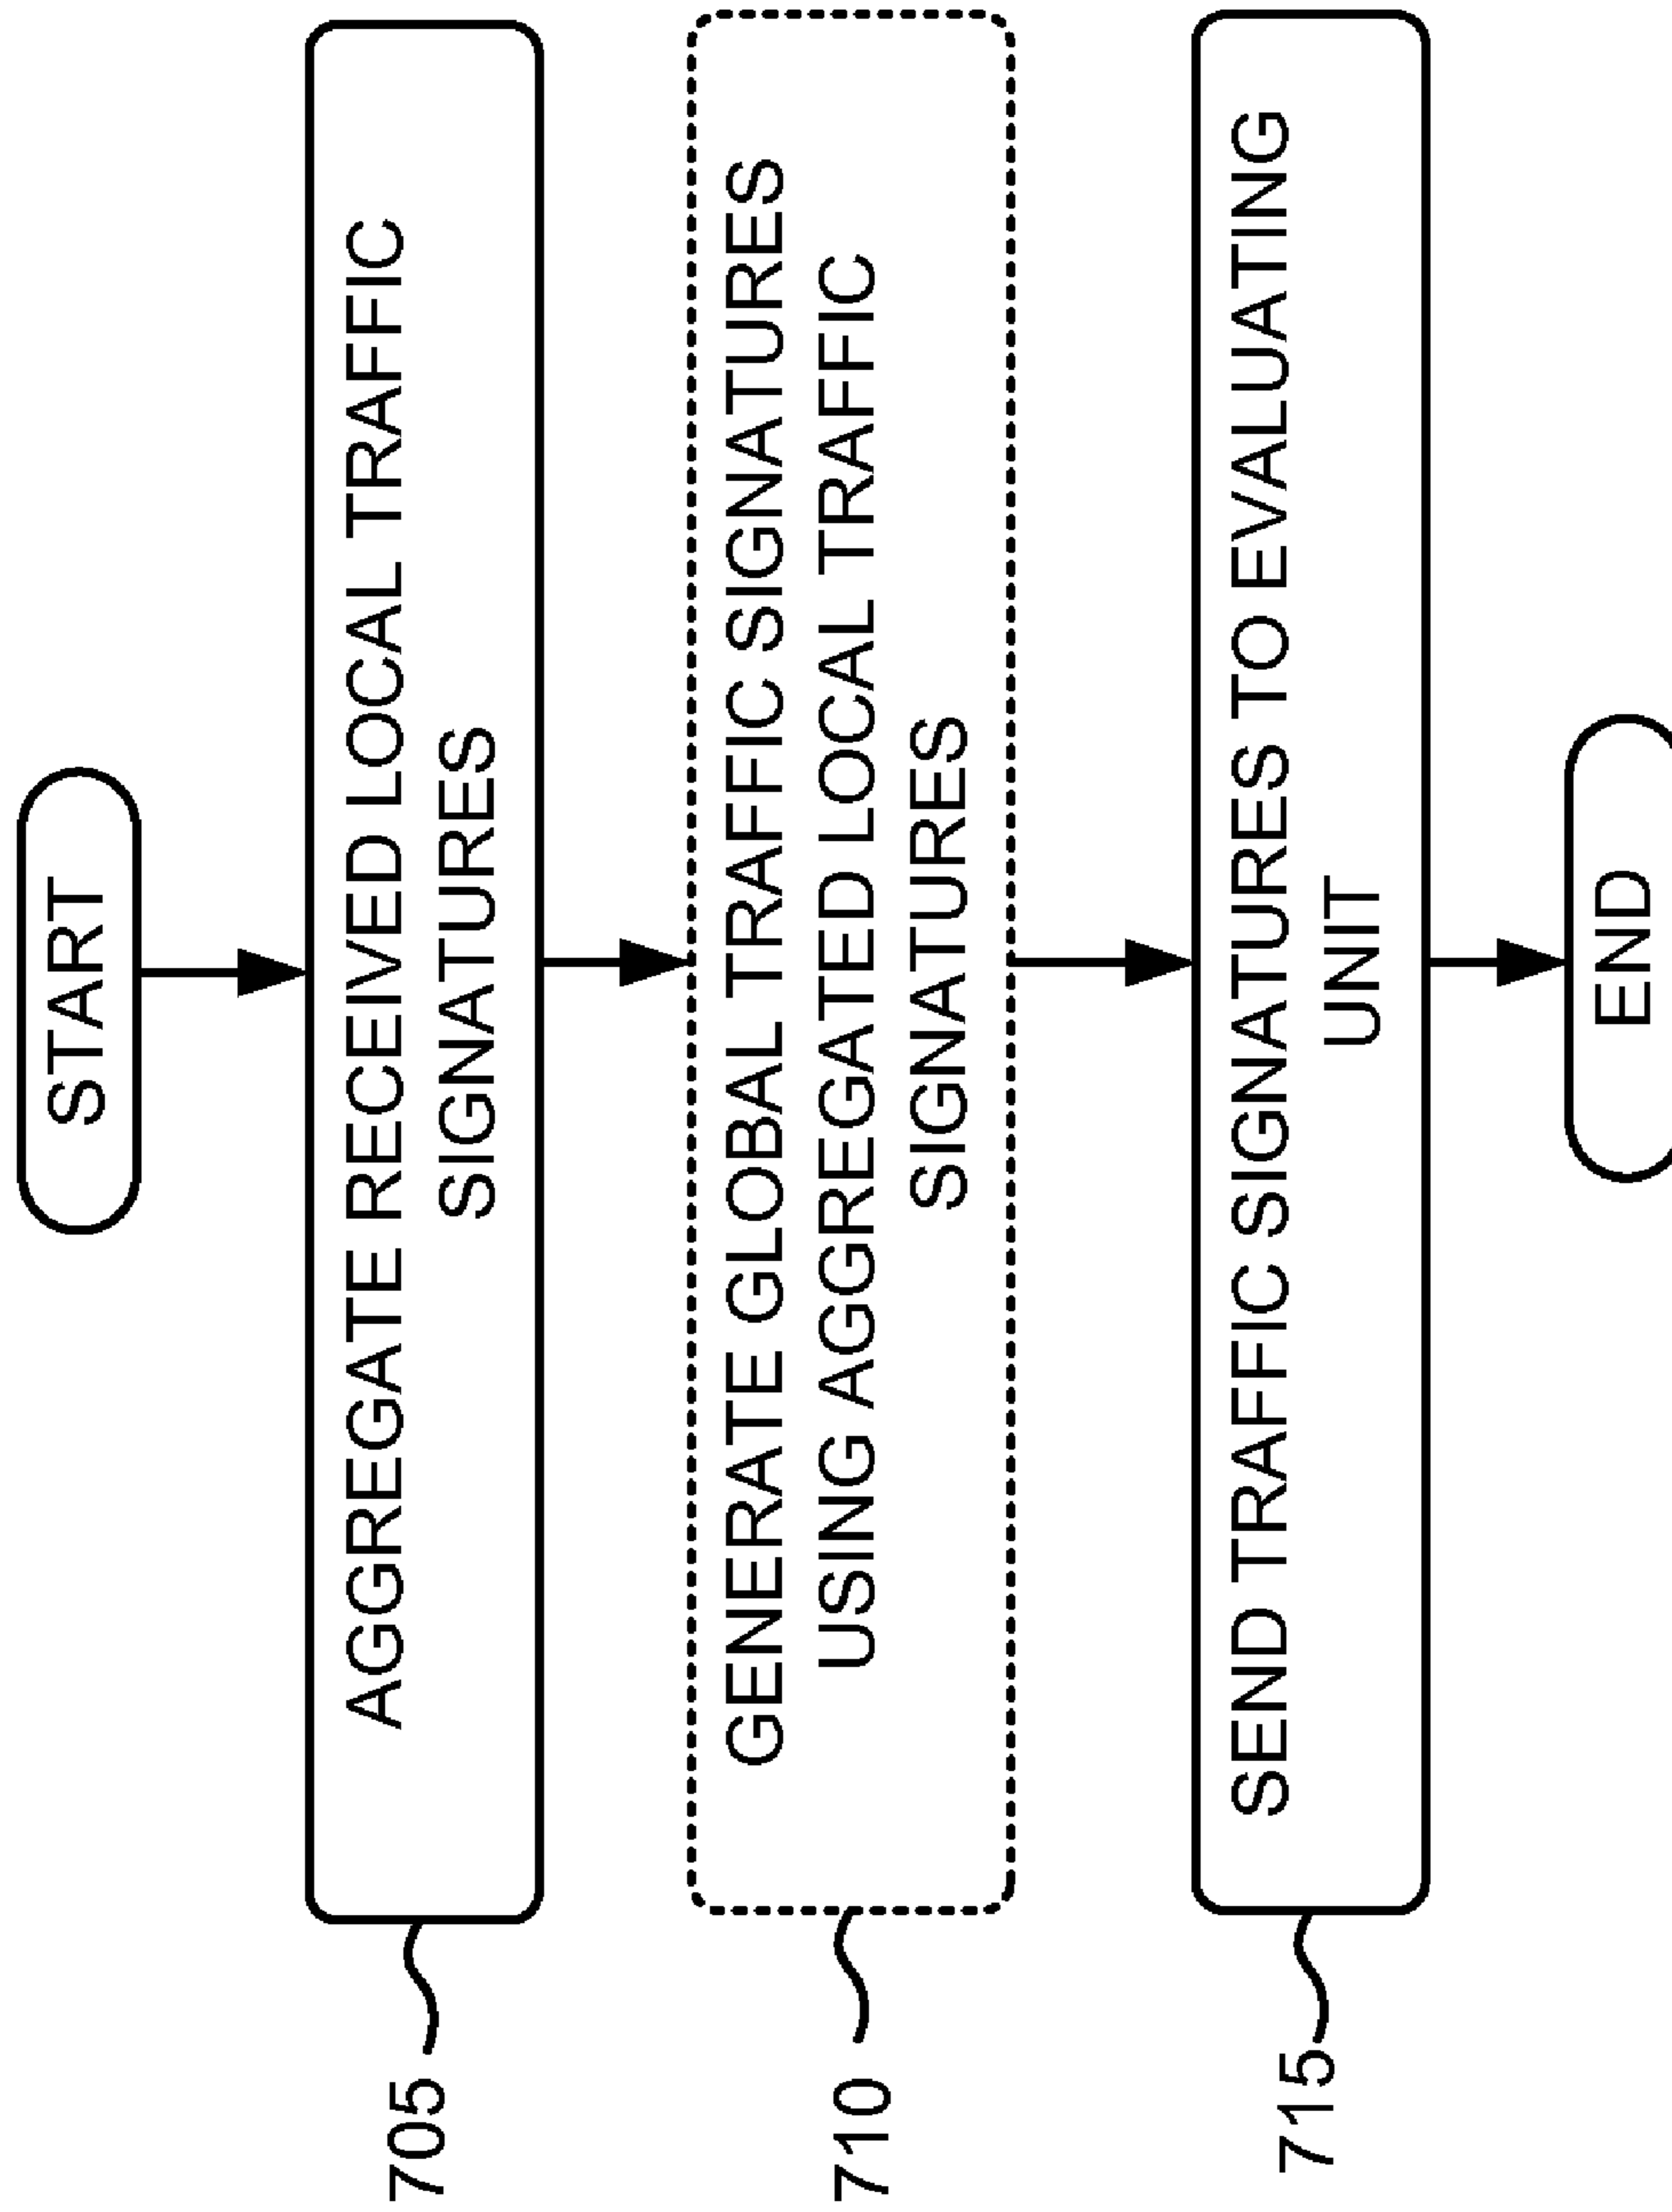 START
705
AGGREGATE RECEIVED LOCAL TRAFFIC
SIGNATURES
710
GENERATE GLOBAL TRAFFIC SIGNATURES
USING AGGREGATED LOCAL TRAFFIC
SIGNATURES
715
SEND TRAFFIC SIGNATURES TO EVALUATING
UNIT
END